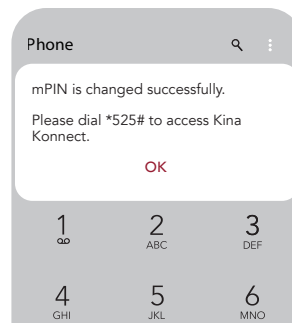 Phone
mPIN is changed successfully.
Please dial *525# to access Kina
Konnect.
OK
1 2 3
ABC DEF
4 5 6
GHI JKL MNO